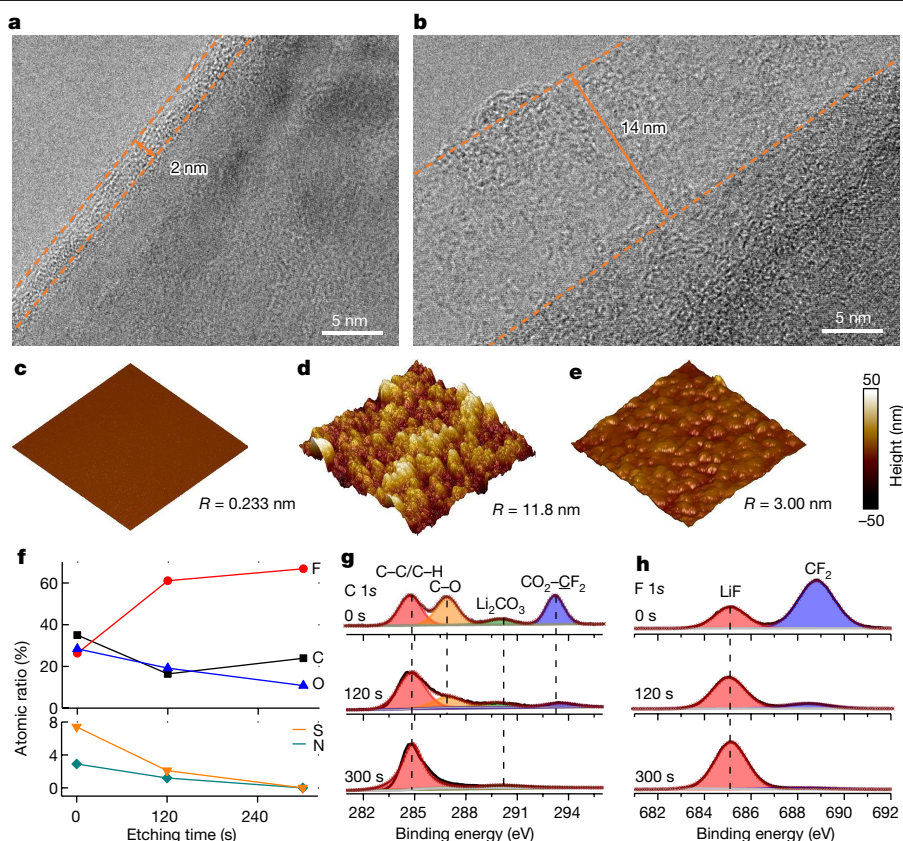 a
b
2 nm
14 nm
5 nm
5 nm
c
d
e
R = 0.233 nm
R = 11.8 nm
R = 3.00 nm
50
Height (nm)
–50
f
g
h
Atomic ratio (%)
60
40
20
0
F
C
O
8
4
0
S
N
0 120 240
Etching time (s)
C 1s
0 s
C–C/C–H
C–O
Li₂CO₃
CO₂–CF₂
120 s
300 s
282 285 288 291 294
Binding energy (eV)
F 1s
0 s
LiF
CF₂
120 s
300 s
682 684 686 688 690 692
Binding energy (eV)